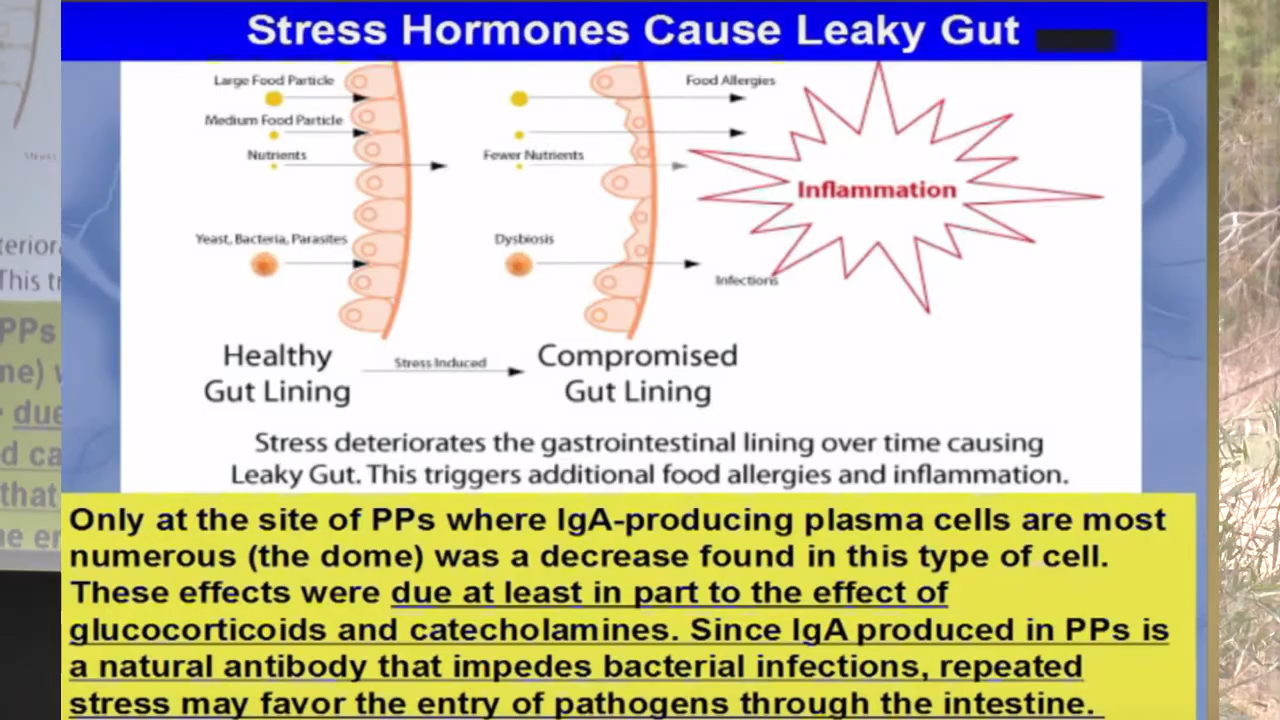 Stress Hormones Cause Leaky Gut
Large Food Particle
Food Allergies
Medium Food Particle
Nutrients
Fewer Nutrients
Inflammation
Yeast, Bacteria, Parasites
Dysbiosis
Infections
Healthy
Gut Lining
Stress Induced
Compromised
Gut Lining
Stress deteriorates the gastrointestinal lining over time causing
Leaky Gut. This triggers additional food allergies and inflammation.
Only at the site of PPs where IgA-producing plasma cells are most
numerous (the dome) was a decrease found in this type of cell.
These effects were due at least in part to the effect of
glucocorticoids and catecholamines. Since IgA produced in PPs is
a natural antibody that impedes bacterial infections, repeated
stress may favor the entry of pathogens through the intestine.